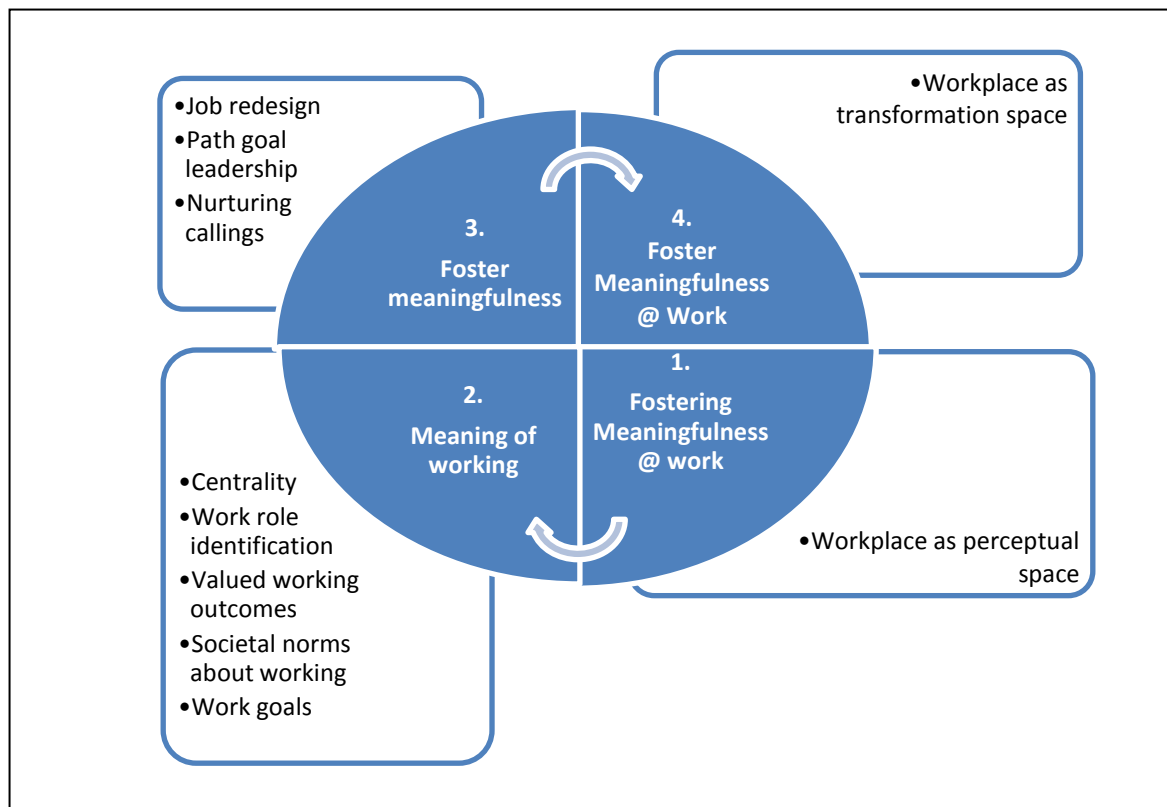 •Job redesign
•Path goal
leadership
•Nurturing
callings
•Workplace as
transformation space
3.
Foster
meaningfulness
4.
Foster
Meaningfulness
@ Work
2.
Meaning of
working
1.
Fostering
Meaningfulness
@ work
•Centrality
•Work role
identification
•Valued working
outcomes
•Societal norms
about working
•Work goals
•Workplace as perceptual
space